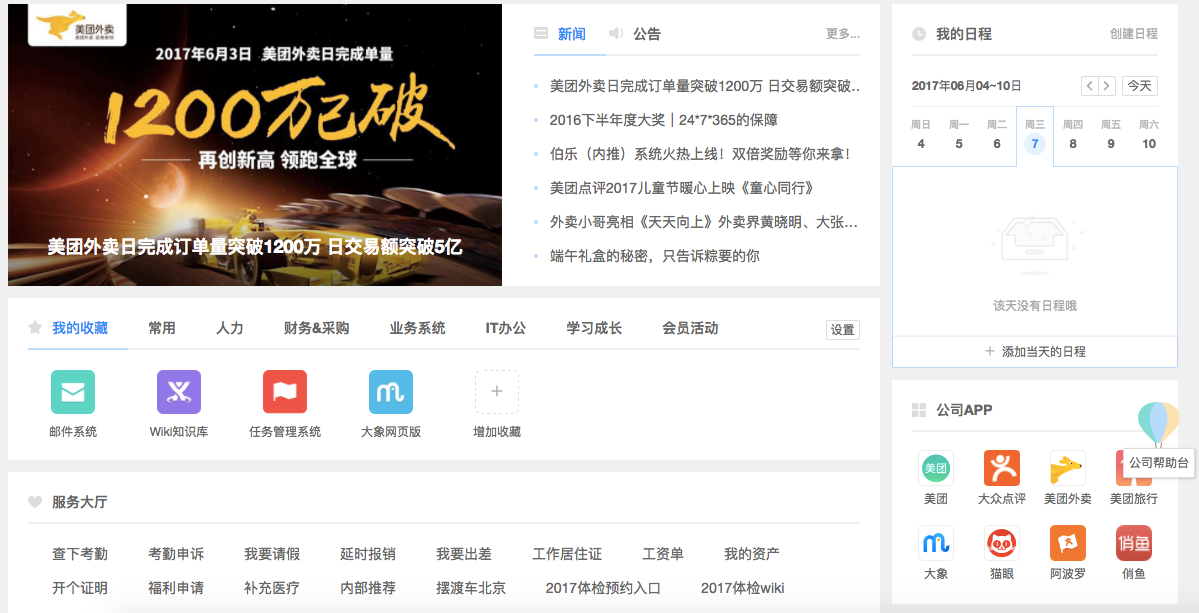 美团外卖
2017年6月3日 美团外卖日完成单量
1200万已破
再创新高 领跑全球
美团外卖日完成订单量突破1200万 日交易额突破5亿
新闻 公告 更多...
美团外卖日完成订单量突破1200万 日交易额突破..
2016下半年度大奖｜24*7*365的保障
伯乐（内推）系统火热上线！双倍奖励等你来拿！
美团点评2017儿童节暖心上映《童心同行》
外卖小哥亮相《天天向上》外卖界黄晓明、大张...
端午礼盒的秘密，只告诉粽要的你
我的日程 创建日程
2017年06月04~10日 今天
周日 周一 周二 周三 周四 周五 周六
4 5 6 7 8 9 10
该天没有日程哦
+ 添加当天的日程
我的收藏 常用 人力 财务&采购 业务系统 IT办公 学习成长 会员活动 设置
邮件系统 Wiki知识库 任务管理系统 大象网页版 增加收藏
服务大厅
查下考勤 考勤申诉 我要请假 延时报销 我要出差 工作居住证 工资单 我的资产
开个证明 福利申请 补充医疗 内部推荐 摆渡车北京 2017体检预约入口 2017体检wiki
公司APP
公司帮助台
美团
美团 大众点评 美团外卖 美团旅行
俏鱼
大象 猫眼 阿波罗 俏鱼